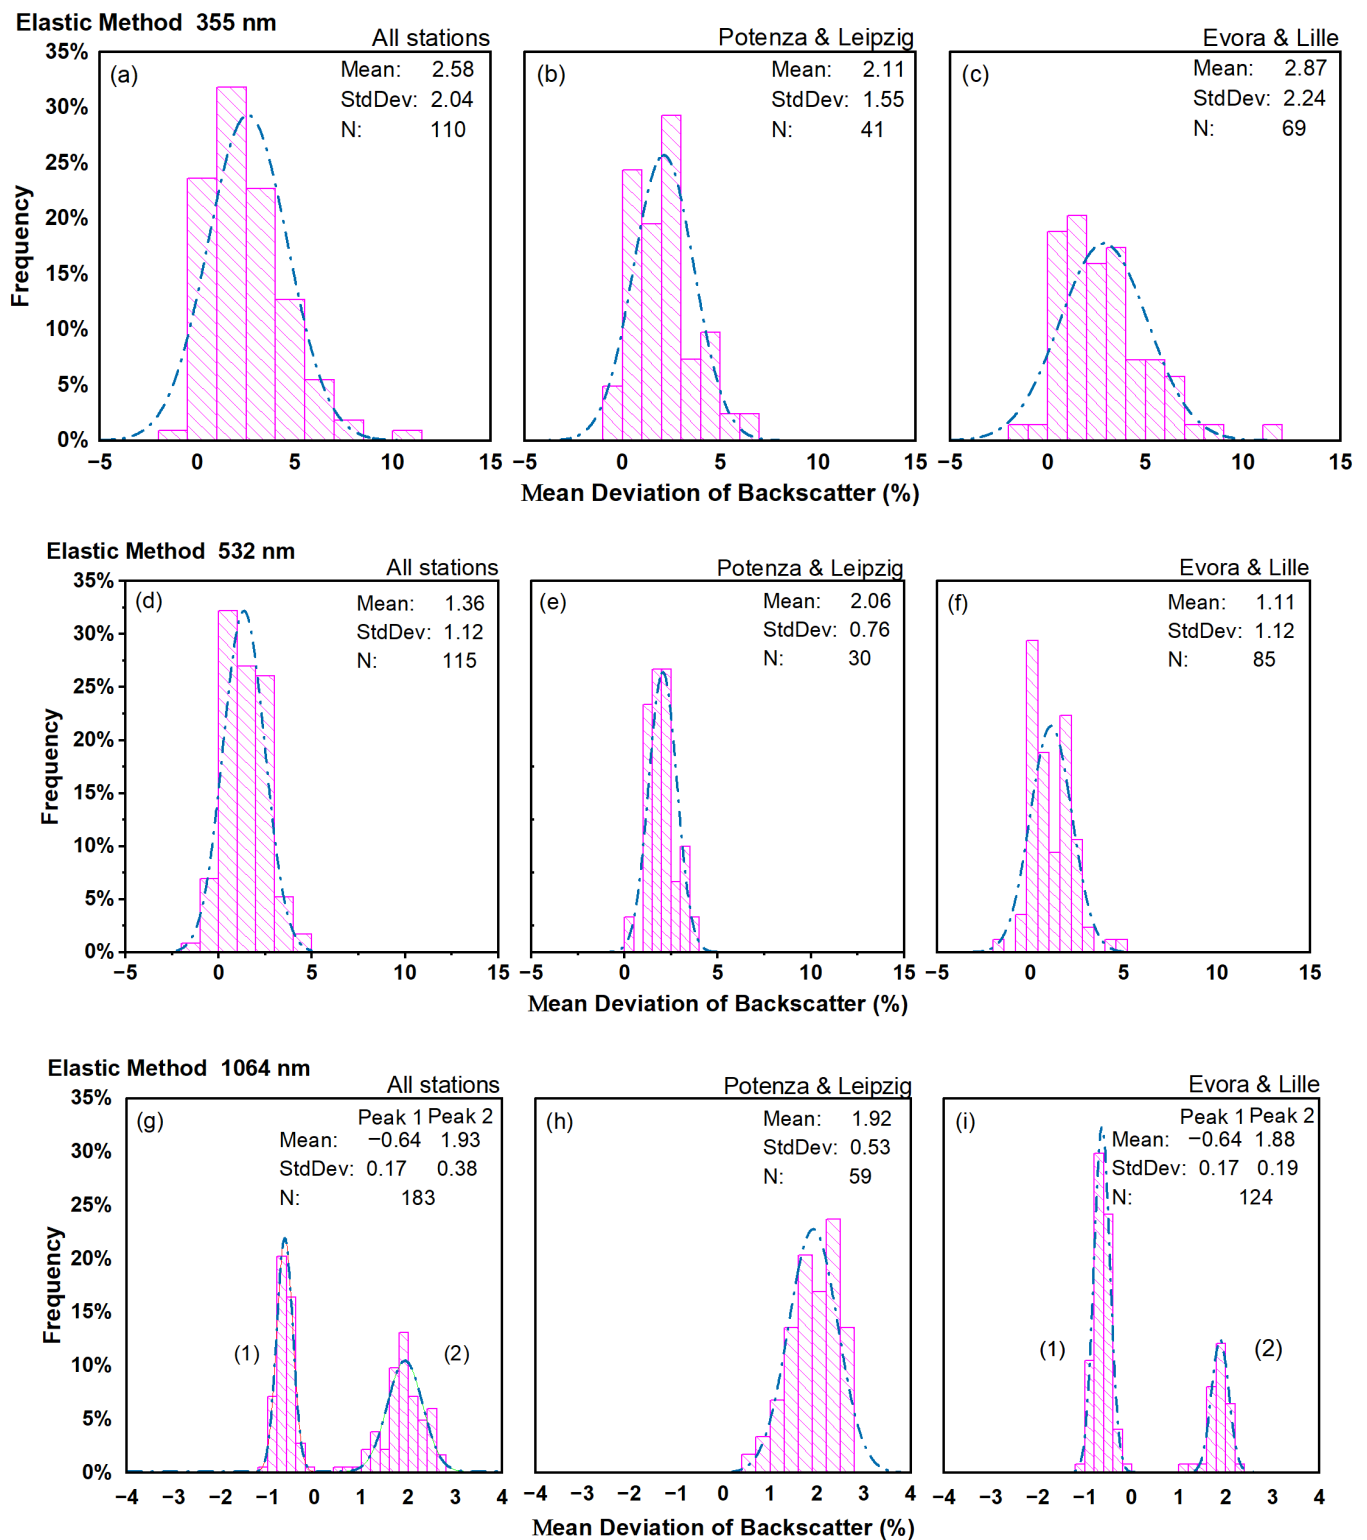 Elastic Method 355 nm
All stations
Potenza & Leipzig
Evora & Lille
35%
30%
25%
20%
15%
10%
5%
0%
Frequency
(a)
Mean: 2.58
StdDev: 2.04
N: 110
(b)
Mean: 2.11
StdDev: 1.55
N: 41
(c)
Mean: 2.87
StdDev: 2.24
N: 69
−5 0 5 10 15
−5 0 5 10 15
−5 0 5 10 15
Mean Deviation of Backscatter (%)
Elastic Method 532 nm
All stations
Potenza & Leipzig
Evora & Lille
35%
30%
25%
20%
15%
10%
5%
0%
Frequency
(d)
Mean: 1.36
StdDev: 1.12
N: 115
(e)
Mean: 2.06
StdDev: 0.76
N: 30
(f)
Mean: 1.11
StdDev: 1.12
N: 85
−5 0 5 10 15
−5 0 5 10 15
−5 0 5 10 15
Mean Deviation of Backscatter (%)
Elastic Method 1064 nm
All stations
Potenza & Leipzig
Evora & Lille
35%
30%
25%
20%
15%
10%
5%
0%
Frequency
(g)
Peak 1 Peak 2
Mean: −0.64 1.93
StdDev: 0.17 0.38
N: 183
(1)
(2)
(h)
Mean: 1.92
StdDev: 0.53
N: 59
(i)
Peak 1 Peak 2
Mean: −0.64 1.88
StdDev: 0.17 0.19
N: 124
(1)
(2)
−4 −3 −2 −1 0 1 2 3 4
−4 −3 −2 −1 0 1 2 3 4
−4 −3 −2 −1 0 1 2 3 4
Mean Deviation of Backscatter (%)